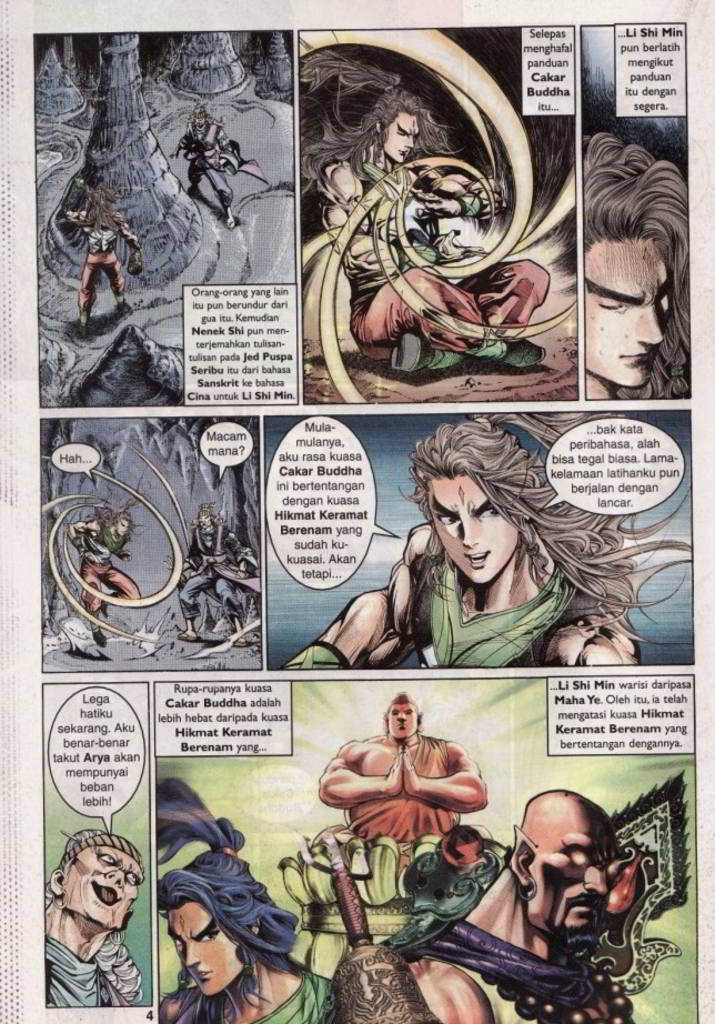 Orang-orang yang lain
itu pun berundur dari
gua itu. Kemudian
Nenek Shi pun men-
terjemahkan tulisan-
tulisan pada Jed Puspa
Seribu itu dari bahasa
Sanskrit ke bahasa
Cina untuk Li Shi Min.
Selepas
menghafal
panduan
Cakar
Buddha
itu...
...Li Shi Min
pun berlatih
mengikut
panduan
itu dengan
segera.
Hah...
Macam
mana?
Mula-
mulanya,
aku rasa kuasa
Cakar Buddha
ini bertentangan
dengan kuasa
Hikmat Keramat
Berenam yang
sudah ku-
kuasai. Akan
tetapi...
...bak kata
peribahasa, alah
bisa tegal biasa. Lama-
kelamaan latihanku pun
berjalan dengan
lancar.
Lega
hatiku
sekarang. Aku
benar-benar
takut Arya akan
mempunyai
beban
lebih!
Rupa-rupanya kuasa
Cakar Buddha adalah
lebih hebat daripada kuasa
Hikmat Keramat
Berenam yang...
...Li Shi Min warisi daripada
Maha Ye. Oleh itu, ia telah
mengatasi kuasa Hikmat
Keramat Berenam yang
bertentangan dengannya.
4